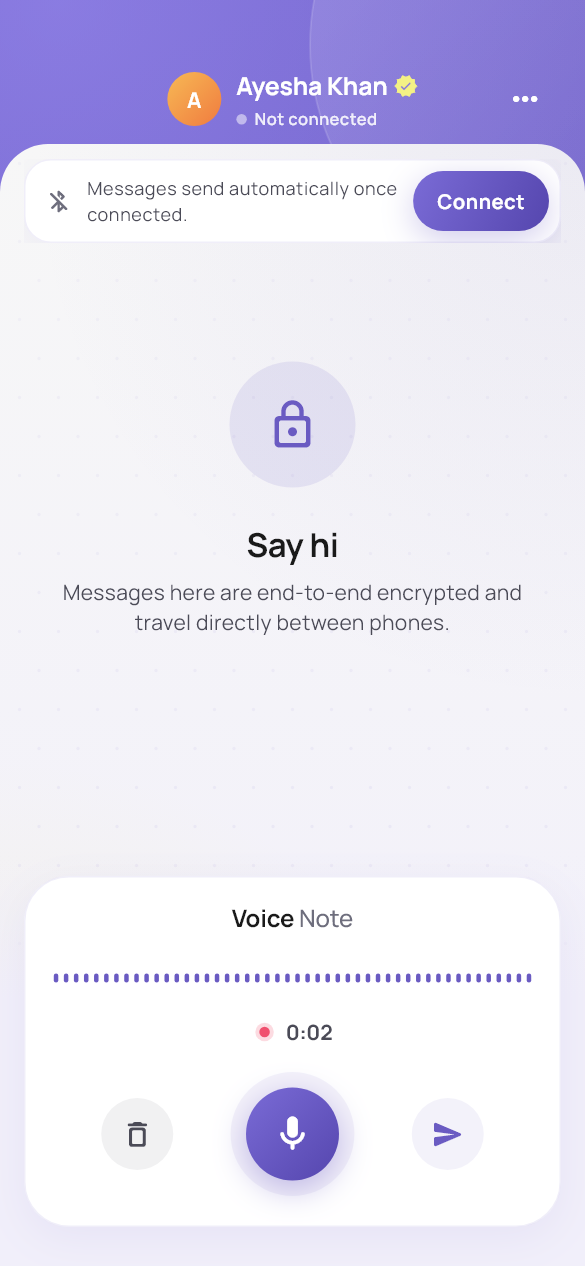 A
Ayesha Khan
Not connected
Messages send automatically once
connected.
Connect
Say hi
Messages here are end-to-end encrypted and
travel directly between phones.
Voice Note
0:02